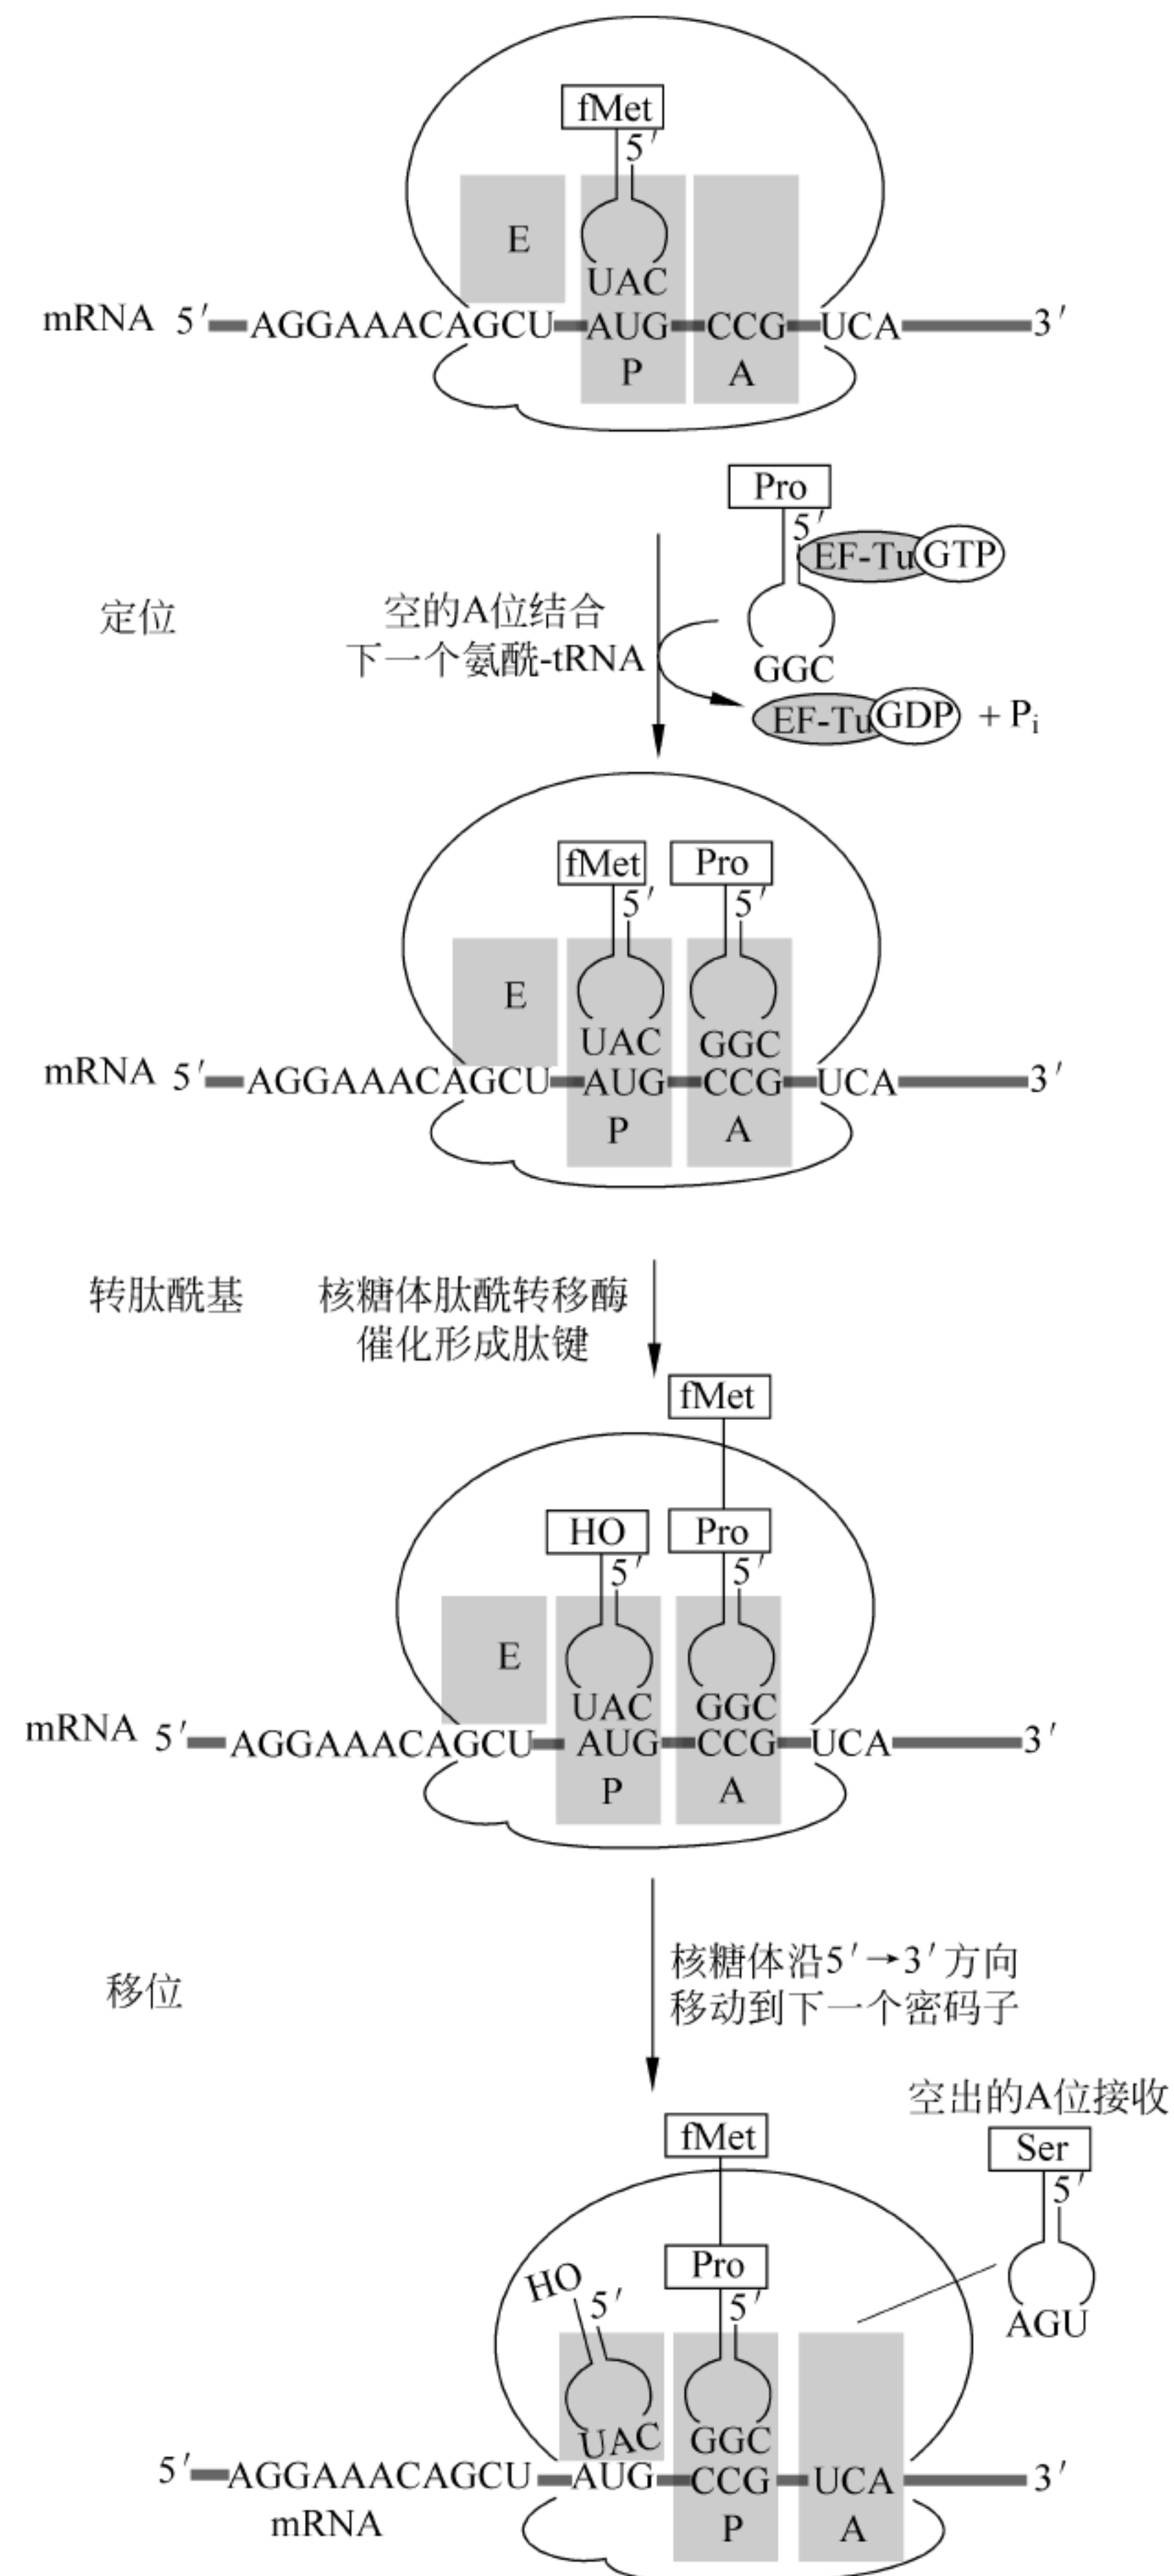 fMet
5′
E
UAC
mRNA 5′ AGGAAACAGCU AUG CCG UCA 3′
P A
Pro
5′
EF-Tu GTP
定位
空的A位结合
下一个氨酰-tRNA
GGC
EF-Tu GDP + Pi
fMet Pro
5′ 5′
E
UAC GGC
mRNA 5′ AGGAAACAGCU AUG CCG UCA 3′
P A
转肽酰基
核糖体肽酰转移酶
催化形成肽键
fMet
HO Pro
5′ 5′
E
UAC GGC
mRNA 5′ AGGAAACAGCU AUG CCG UCA 3′
P A
移位
核糖体沿5′→3′方向
移动到下一个密码子
空出的A位接收
fMet
Ser
5′
Pro
HO
5′ 5′
AGU
UAC GGC
5′ AGGAAACAGCU AUG CCG UCA 3′
mRNA
P A